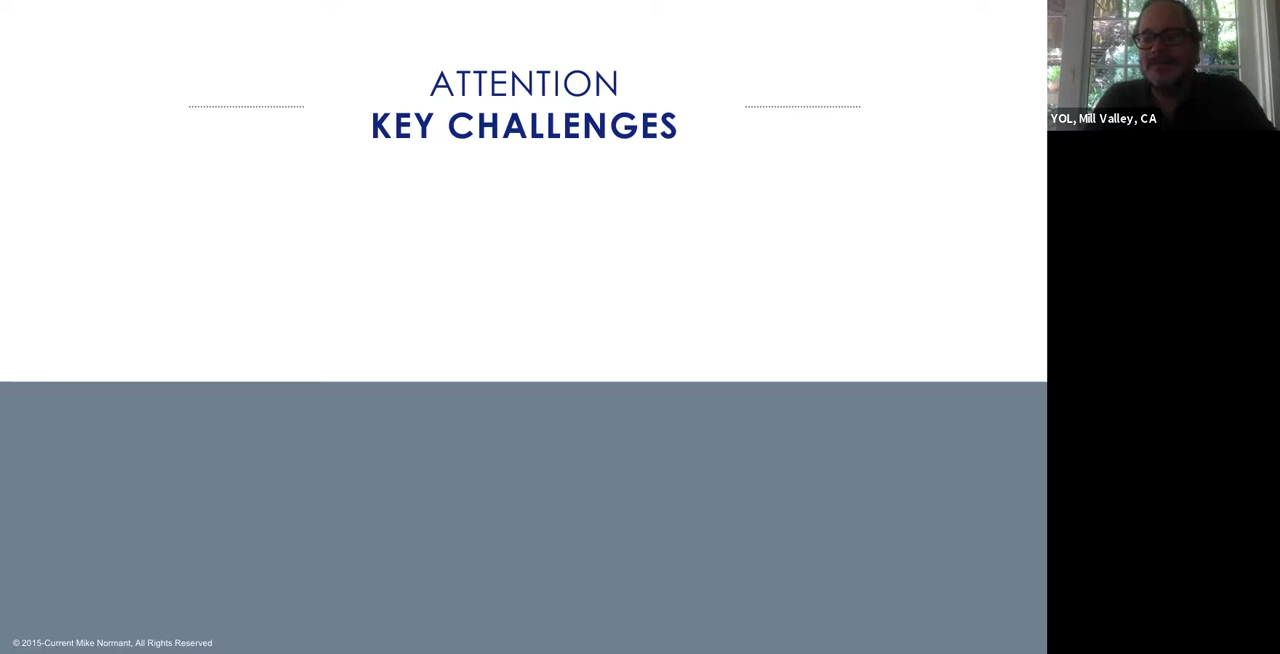 ATTENTION
KEY CHALLENGES
YOL, Mill Valley, CA
© 2015-Current Mike Normant, All Rights Reserved